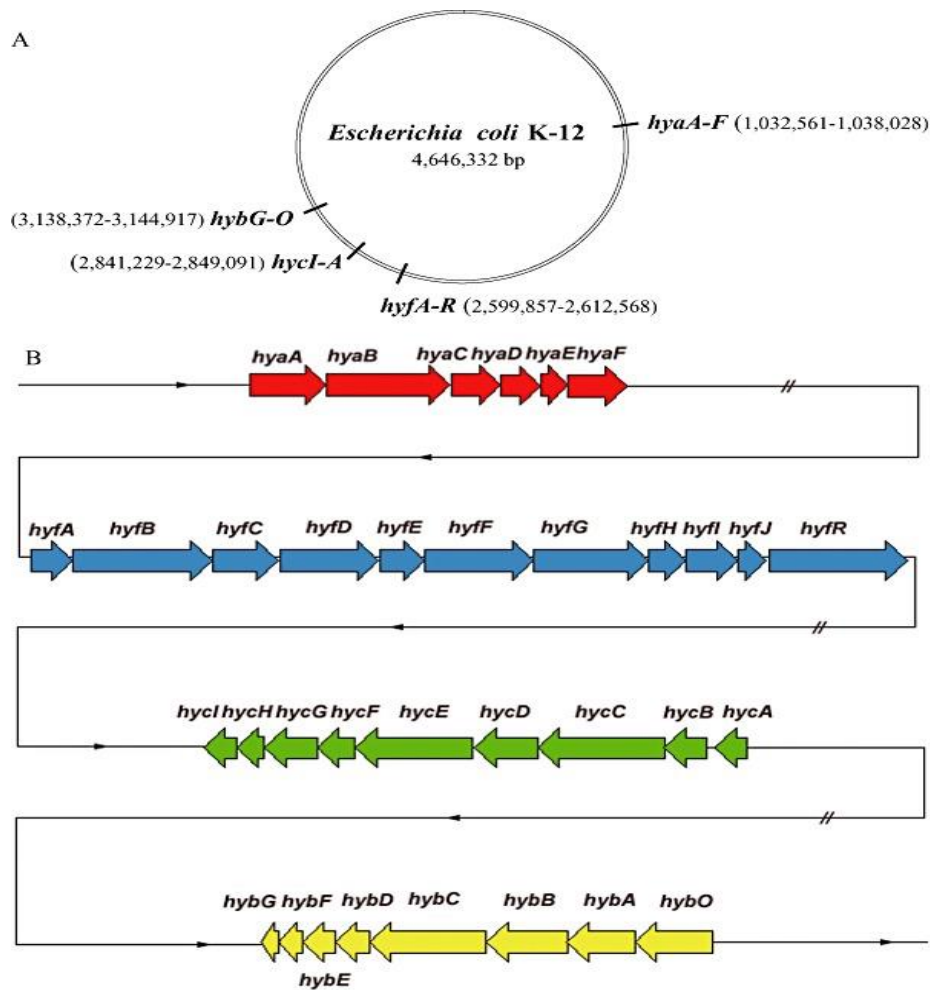 A
Escherichia coli K-12
4,646,332 bp
hyaA-F (1,032,561-1,038,028)
(3,138,372-3,144,917) hybG-O
(2,841,229-2,849,091) hycI-A
hyfA-R (2,599,857-2,612,568)
B
hyaA hyaB hyaC hyaD hyaE hyaF
hyfA hyfB hyfC hyfD hyfE hyfF hyfG hyfH hyfI hyfJ hyfR
hycI hycH hycG hycF hycE hycD hycC hycB hycA
hybG hybF hybD hybC hybB hybA hybO
hybE